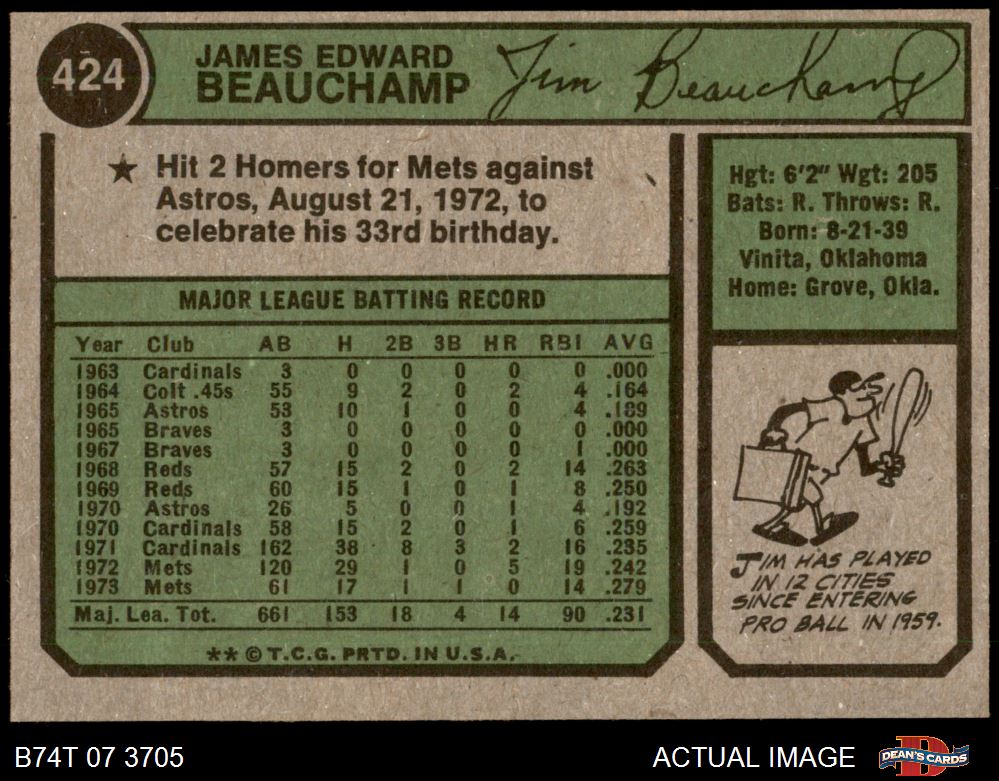 424
JAMES EDWARD
BEAUCHAMP
Jim Beauchamp
★ Hit 2 Homers for Mets against
Astros, August 21, 1972, to
celebrate his 33rd birthday.
Hgt: 6'2" Wgt: 205
Bats: R. Throws: R.
Born: 8-21-39
Vinita, Oklahoma
Home: Grove, Okla.
MAJOR LEAGUE BATTING RECORD
Year Club AB H 2B 3B HR RBI AVG
1963 Cardinals 3 0 0 0 0 0 .000
1964 Colt .45s 55 9 2 0 2 4 .164
1965 Astros 53 10 1 0 0 4 .189
1965 Braves 3 0 0 0 0 0 .000
1967 Braves 3 0 0 0 0 1 .000
1968 Reds 57 15 2 0 2 14 .263
1969 Reds 60 15 1 0 1 8 .250
1970 Astros 26 5 0 0 1 4 .192
1970 Cardinals 58 15 2 0 1 6 .259
1971 Cardinals 162 38 8 3 2 16 .235
1972 Mets 120 29 1 0 5 19 .242
1973 Mets 61 17 1 1 0 14 .279
Maj. Lea. Tot. 661 153 18 4 14 90 .231
** © T.C.G. PRTD. IN U.S.A.
JIM HAS PLAYED
IN 12 CITIES
SINCE ENTERING
PRO BALL IN 1959.
B74T 07 3705
ACTUAL IMAGE
DEAN'S CARDS